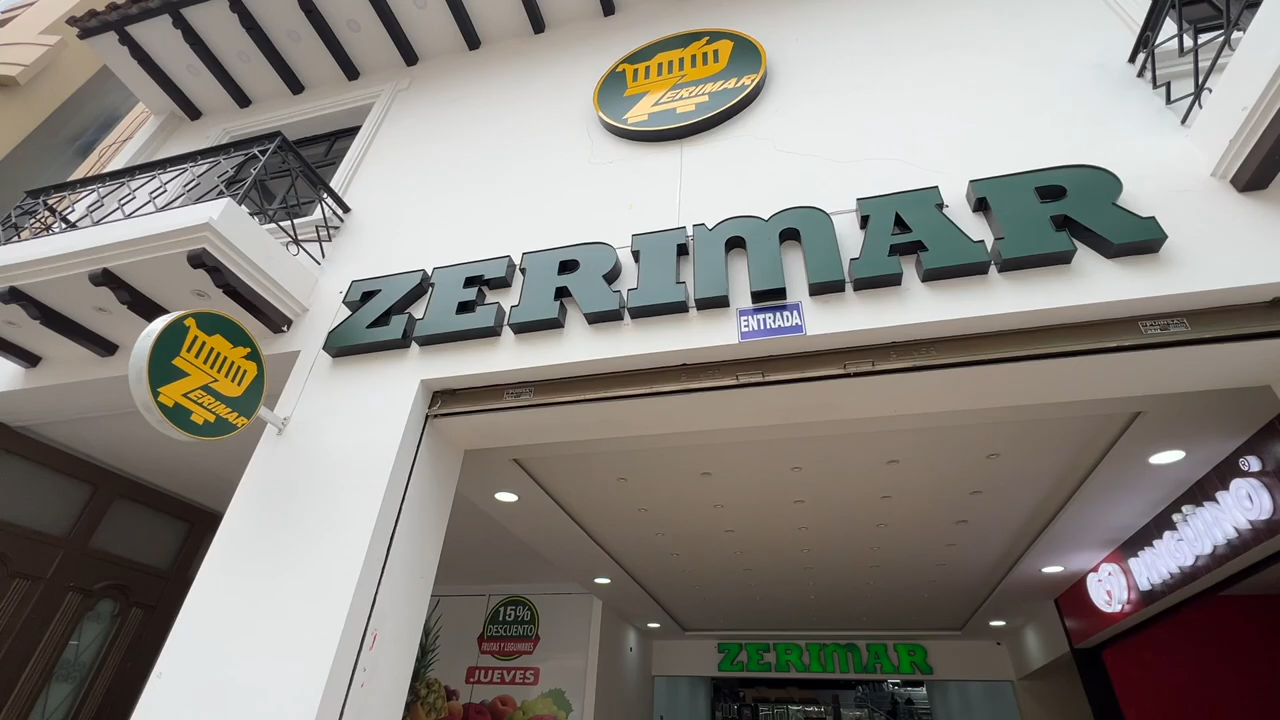 ZERIMAR
ZERIMAR
ENTRADA
ZERIMAR
PINGÜINO®
15%
DESCUENTO
FRUTAS Y LEGUMBRES
JUEVES
ZERIMAR